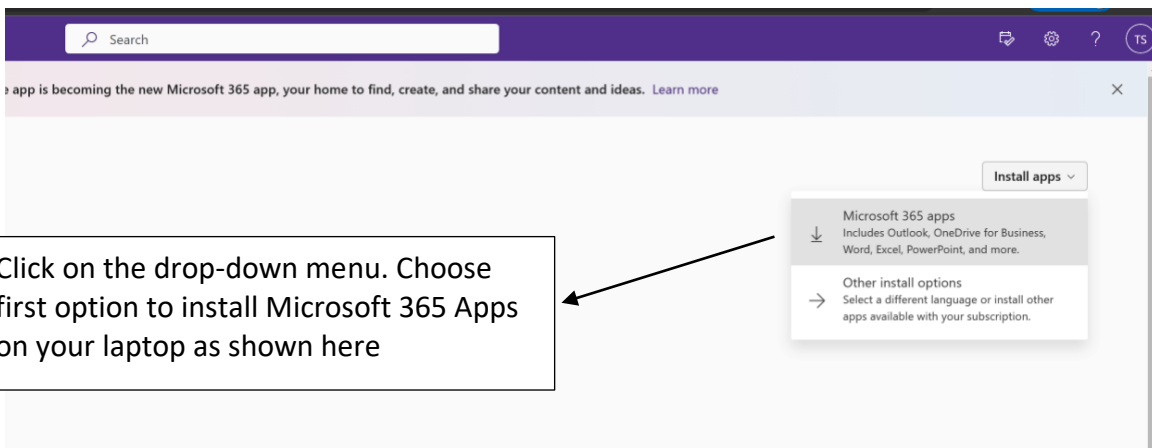 Search
?
TS
app is becoming the new Microsoft 365 app, your home to find, create, and share your content and ideas. Learn more
Install apps
Microsoft 365 apps
Includes Outlook, OneDrive for Business,
Word, Excel, PowerPoint, and more.
Other install options
Select a different language or install other
apps available with your subscription.
Click on the drop-down menu. Choose
first option to install Microsoft 365 Apps
on your laptop as shown here